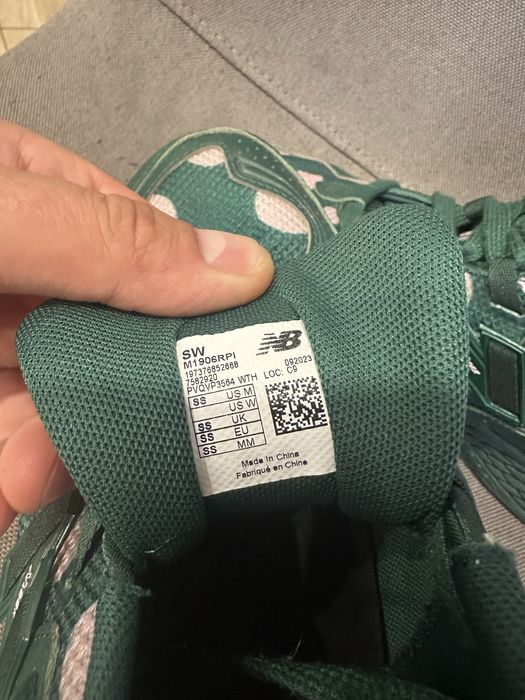 SW
M1906RPI
197376852668
7582920
PVQVP3564 WTH
NB
092023
LOC: C9
SS US M
US W
SS UK
SS EU
SS MM
Made in China
Fabriqué en Chine